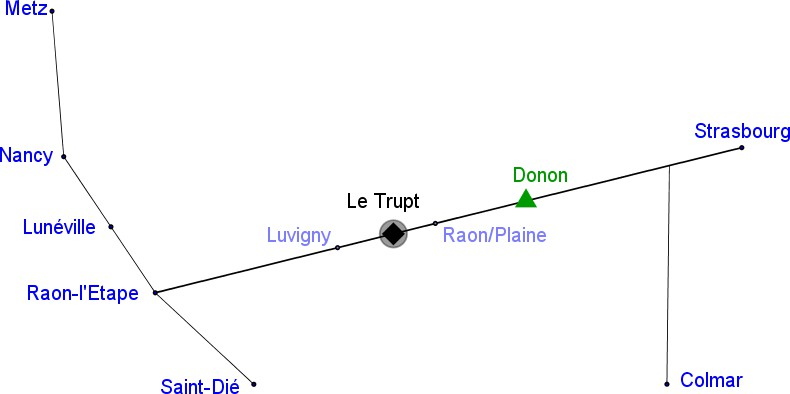 Metz
Strasbourg
Nancy
Donon
Le Trupt
Lunéville
Luvigny
Raon/Plaine
Raon-l'Etape
Saint-Dié
Colmar